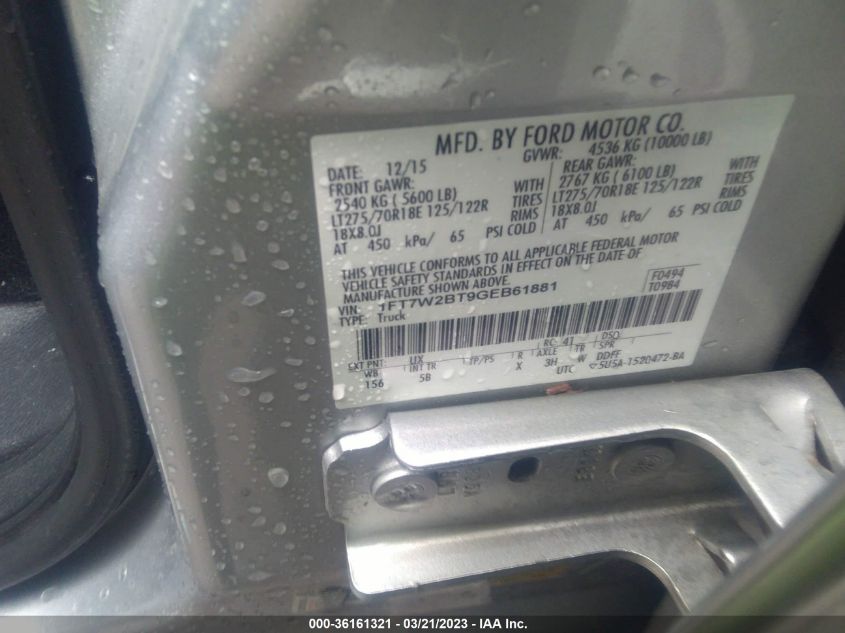 MFD. BY FORD MOTOR CO.
DATE: 12/15 GVWR: 4536 KG (10000 LB)
FRONT GAWR: REAR GAWR:
2540 KG ( 5600 LB) WITH 2767 KG ( 6100 LB) WITH
LT275/70R18E 125/122R TIRES LT275/70R18E 125/122R TIRES
18X8.0J RIMS 18X8.0J RIMS
AT 450 kPa/ 65 PSI COLD AT 450 kPa/ 65 PSI COLD
THIS VEHICLE CONFORMS TO ALL APPLICABLE FEDERAL MOTOR
VEHICLE SAFETY STANDARDS IN EFFECT ON THE DATE OF
MANUFACTURE SHOWN ABOVE.
VIN: 1FT7W2BT9GEB61881 F0494
TYPE: Truck T0984
EXT PNT: UX RC: 41 DSO:
WB INT TR TP/PS R AXLE TR SPR
156 5B X 3H W DDFF
UTC 5U5A-1520472-BA
000-36161321 / 03/21/2023 / IAA Inc.